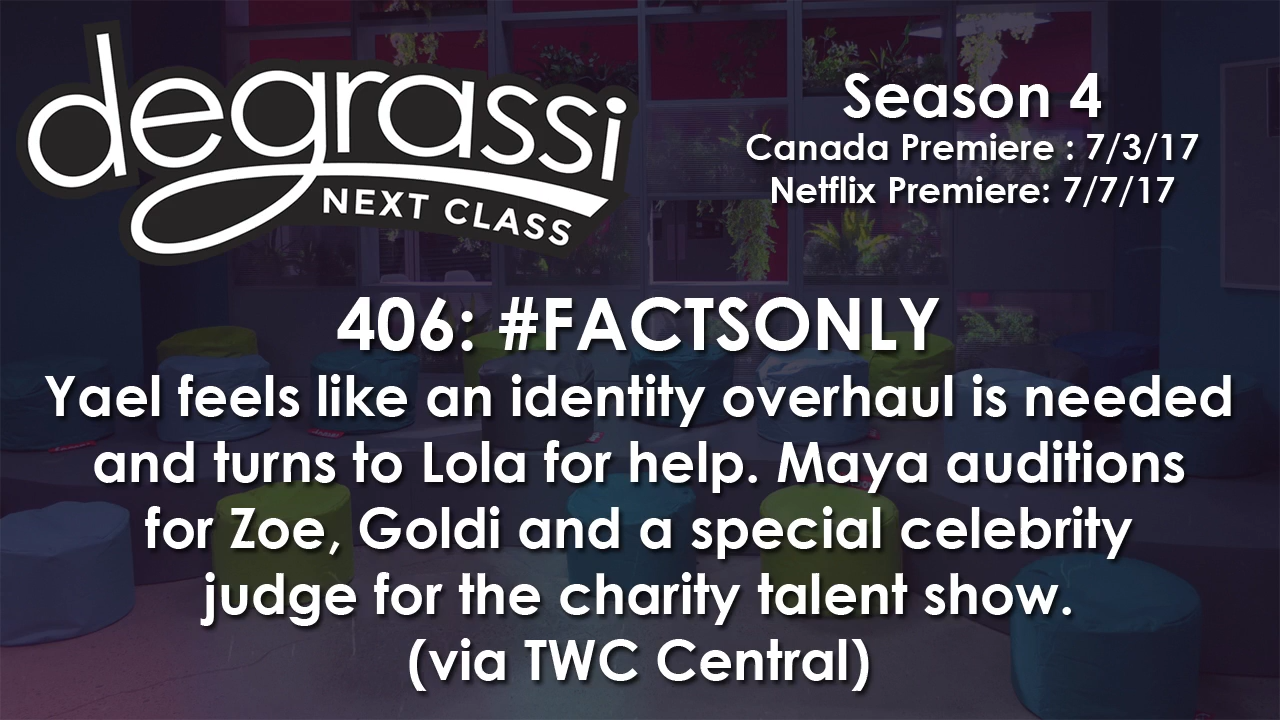 degrassi
NEXT CLASS
Season 4
Canada Premiere : 7/3/17
Netflix Premiere: 7/7/17
406: #FACTSONLY
Yael feels like an identity overhaul is needed
and turns to Lola for help. Maya auditions
for Zoe, Goldi and a special celebrity
judge for the charity talent show.
(via TWC Central)